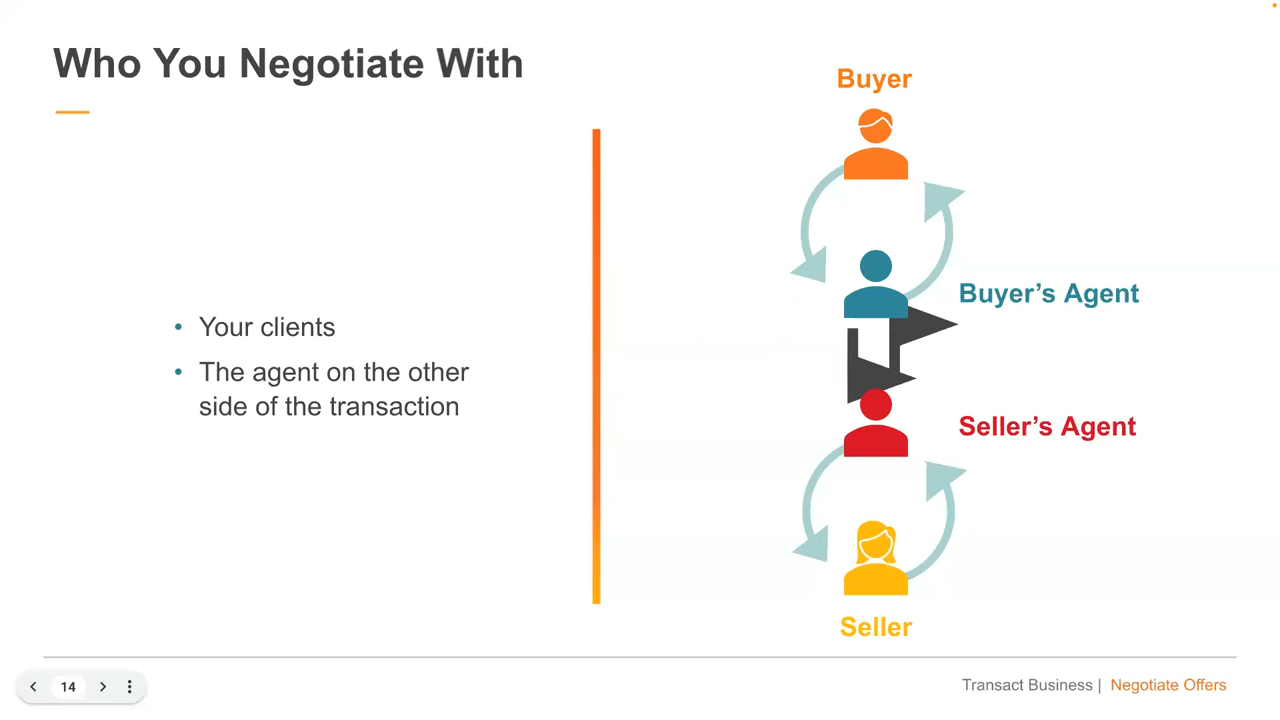 Who You Negotiate With
• Your clients
• The agent on the other
side of the transaction
Buyer
Buyer’s Agent
Seller’s Agent
Seller
14
Transact Business | Negotiate Offers